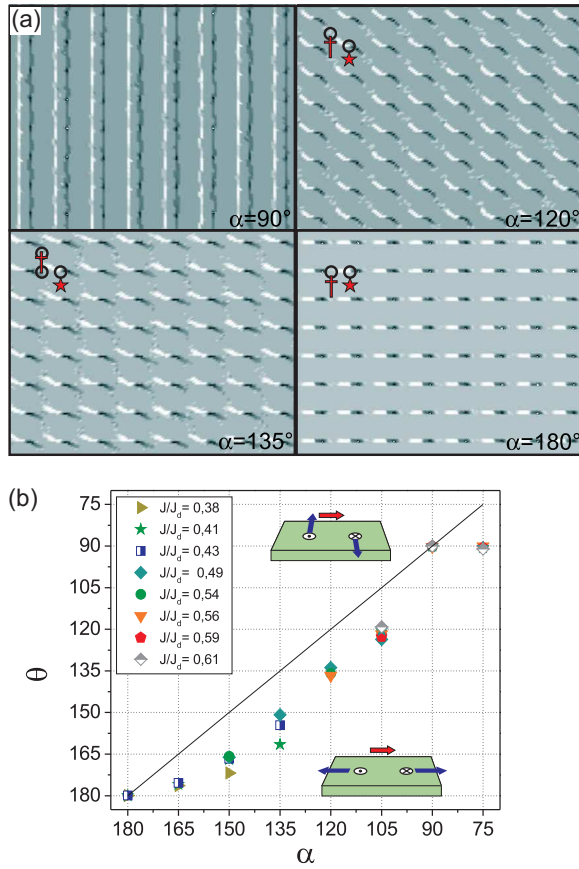 (a)
α=90°
α=120°
α=135°
α=180°
(b)
J/J_d = 0,38
J/J_d = 0,41
J/J_d = 0,43
J/J_d = 0,49
J/J_d = 0,54
J/J_d = 0,56
J/J_d = 0,59
J/J_d = 0,61
75
90
105
120
135
150
165
180
θ
180 165 150 135 120 105 90 75
α